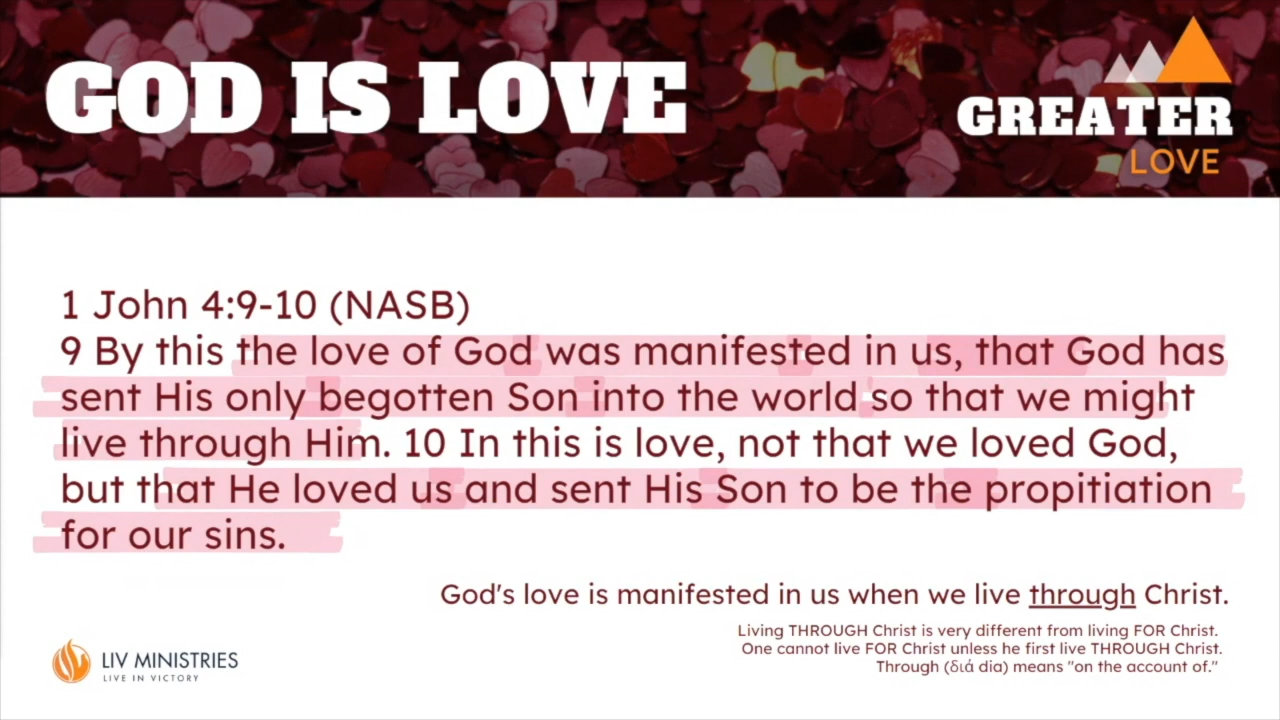 GOD IS LOVE
GREATER
LOVE
1 John 4:9-10 (NASB)
9 By this the love of God was manifested in us, that God has
sent His only begotten Son into the world so that we might
live through Him. 10 In this is love, not that we loved God,
but that He loved us and sent His Son to be the propitiation
for our sins.
God's love is manifested in us when we live through Christ.
Living THROUGH Christ is very different from living FOR Christ.
One cannot live FOR Christ unless he first live THROUGH Christ.
Through (διά dia) means "on the account of."
LIV MINISTRIES
LIVE IN VICTORY